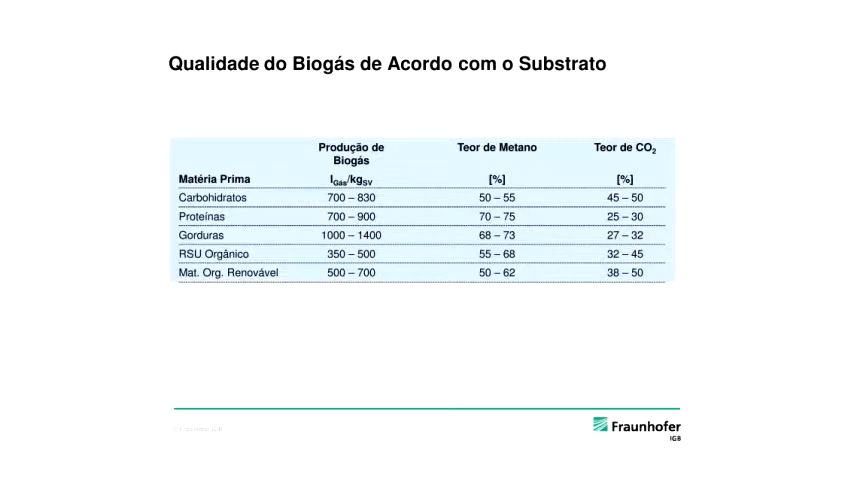 Qualidade do Biogás de Acordo com o Substrato
Produção de Biogás Teor de Metano Teor de CO2
Matéria Prima lGás/kgSV [%] [%]
Carbohidratos 700 – 830 50 – 55 45 – 50
Proteínas 700 – 900 70 – 75 25 – 30
Gorduras 1000 – 1400 68 – 73 27 – 32
RSU Orgânico 350 – 500 55 – 68 32 – 45
Mat. Org. Renovável 500 – 700 50 – 62 38 – 50
Fraunhofer
IGB